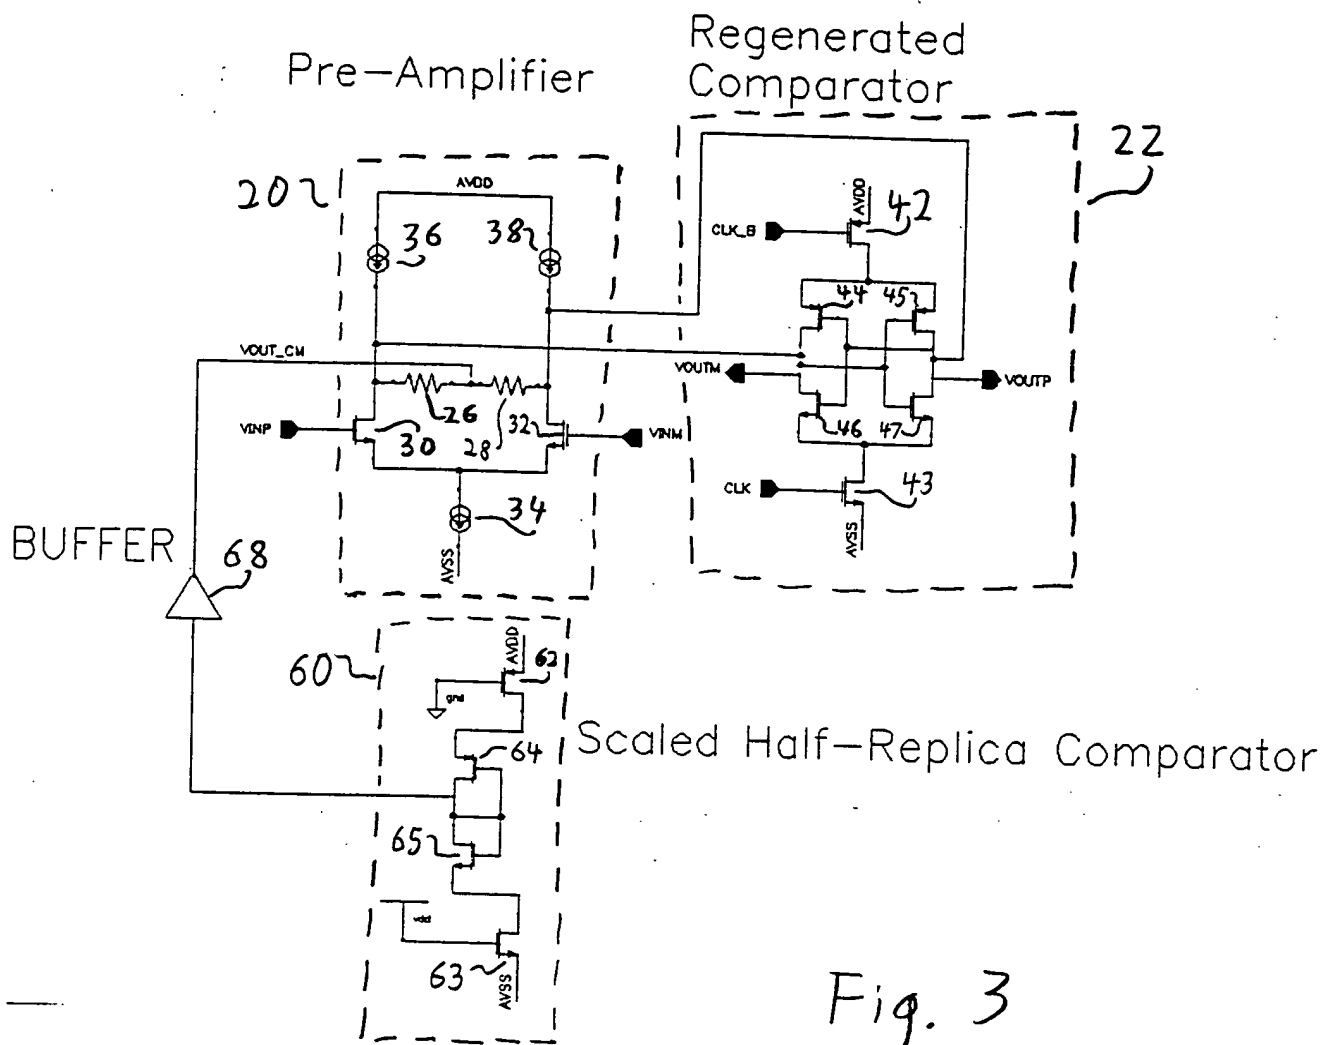 Pre-Amplifier
Regenerated
Comparator
20
AVDD
36
38
VOUT_CM
26
28
VINP
30
32
VINM
34
AVSS
22
AVDD
42
CLK_B
44
45
VOUTM
VOUTP
46
47
CLK
43
AVSS
BUFFER
68
60
AVDD
62
gnd
64
Scaled Half-Replica Comparator
65
vdd
63
AVSS
Fig. 3